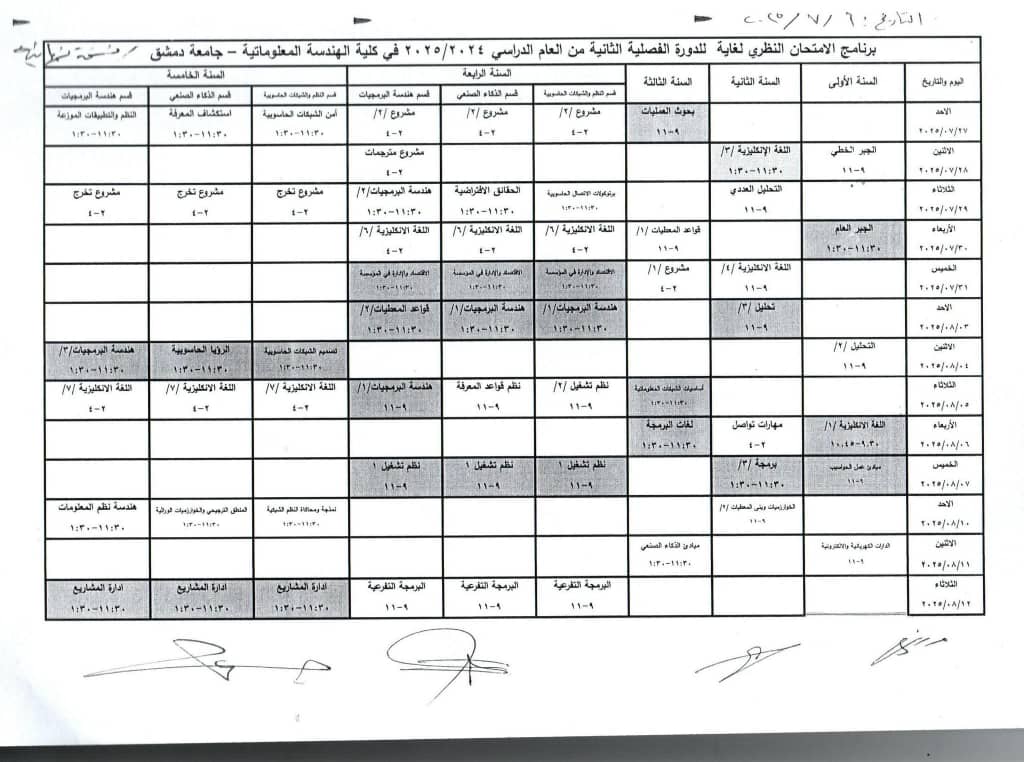 التاريخ: ٢٠٢٥/٧/٦
نسخة نهائية
برنامج الامتحان النظري لغاية للدورة الفصلية الثانية من العام الدراسي ٢٠٢٥/٢٠٢٤ في كلية الهندسة المعلوماتية – جامعة دمشق
اليوم والتاريخ السنة الأولى السنة الثانية السنة الثالثة السنة الرابعة السنة الخامسة
قسم النظم والشبكات الحاسوبية قسم الذكاء الصنعي قسم هندسة البرمجيات قسم النظم والشبكات الحاسوبية قسم الذكاء الصنعي قسم هندسة البرمجيات
الاحد بحوث العمليات مشروع /٢/ مشروع /٢/ مشروع /٢/ أمن الشبكات الحاسوبية استكشاف المعرفة النظم والتطبيقات الموزعة
٢٠٢٥/٠٧/٢٧ ١١-٩ ٤-٢ ٤-٢ ٤-٢ ١:٣٠-١١:٣٠ ١:٣٠-١١:٣٠ ١:٣٠-١١:٣٠
الاثنين الجبر الخطي اللغة الإنكليزية /٣/ مشروع مترجمات
٢٠٢٥/٠٧/٢٨ ١١-٩ ١:٣٠-١١:٣٠ ٤-٢
الثلاثاء التحليل العددي برتوكولات الاتصال الحاسوبية الحقائق الافتراضية هندسة البرمجيات/٢/ مشروع تخرج مشروع تخرج مشروع تخرج
٢٠٢٥/٠٧/٢٩ ١١-٩ ١:٣٠-١١:٣٠ ١:٣٠-١١:٣٠ ١:٣٠-١١:٣٠ ٤-٢ ٤-٢ ٤-٢
الأربعاء الجبر العام قواعد المعطيات /١/ اللغة الانكليزية /٦/ اللغة الانكليزية /٦/ اللغة الانكليزية /٦/
٢٠٢٥/٠٧/٣٠ ١:٣٠-١١:٣٠ ١١-٩ ٤-٢ ٤-٢ ٤-٢
الخميس اللغة الانكليزية /٤/ مشروع /١/ الاقتصاد والإدارة في المؤسسة الاقتصاد والإدارة في المؤسسة الاقتصاد والإدارة في المؤسسة
٢٠٢٥/٠٧/٣١ ١١-٩ ٤-٢ ١:٣٠-١١:٣٠ ١:٣٠-١١:٣٠ ١:٣٠-١١:٣٠
الاحد تحليل /٣/ هندسة البرمجيات/١/ هندسة البرمجيات/١/ قواعد المعطيات/٢/
٢٠٢٥/٠٨/٠٣ ١١-٩ ١:٣٠-١١:٣٠ ١:٣٠-١١:٣٠ ١:٣٠-١١:٣٠
الاثنين التحليل /٢/ تصميم الشبكات الحاسوبية الرؤيا الحاسوبية هندسة البرمجيات/٣/
٢٠٢٥/٠٨/٠٤ ١١-٩ ١:٣٠-١١:٣٠ ١:٣٠-١١:٣٠ ١:٣٠-١١:٣٠
الثلاثاء أساسيات الشبكات المعلوماتية نظم تشغيل /٢/ نظم قواعد المعرفة هندسة البرمجيات /١/ اللغة الانكليزية /٧/ اللغة الانكليزية /٧/ اللغة الانكليزية /٧/
٢٠٢٥/٠٨/٠٥ ١:٣٠-١١:٣٠ ١١-٩ ١١-٩ ١١-٩ ٤-٢ ٤-٢ ٤-٢
الأربعاء اللغة الانكليزية /١/ مهارات تواصل لغات البرمجة
٢٠٢٥/٠٨/٠٦ ١٠.٤٥-٩.٣٠ ٤-٢ ١:٣٠-١١:٣٠
الخميس مبادئ عمل الحواسيب برمجة /٣/ نظم تشغيل ١ نظم تشغيل ١ نظم تشغيل ١
٢٠٢٥/٠٨/٠٧ ١١-٩ ١:٣٠-١١:٣٠ ١١-٩ ١١-٩ ١١-٩
الاحد الخوارزميات وبنى المعطيات /٢/ نمذجة ومحاكاة النظم الشبكية المنطق الترجيحي والخوارزميات الوراثية هندسة نظم المعلومات
٢٠٢٥/٠٨/١٠ ١١-٩ ١:٣٠-١١:٣٠ ١:٣٠-١١:٣٠ ١:٣٠-١١:٣٠
الاثنين الدارات الكهربائية والالكترونية مبادئ الذكاء الصنعي
٢٠٢٥/٠٨/١١ ١١-٩ ١:٣٠-١١:٣٠
الثلاثاء البرمجة التفرعية البرمجة التفرعية البرمجة التفرعية ادارة المشاريع ادارة المشاريع ادارة المشاريع
٢٠٢٥/٠٨/١٢ ١١-٩ ١١-٩ ١١-٩ ١:٣٠-١١:٣٠ ١:٣٠-١١:٣٠ ١:٣٠-١١:٣٠